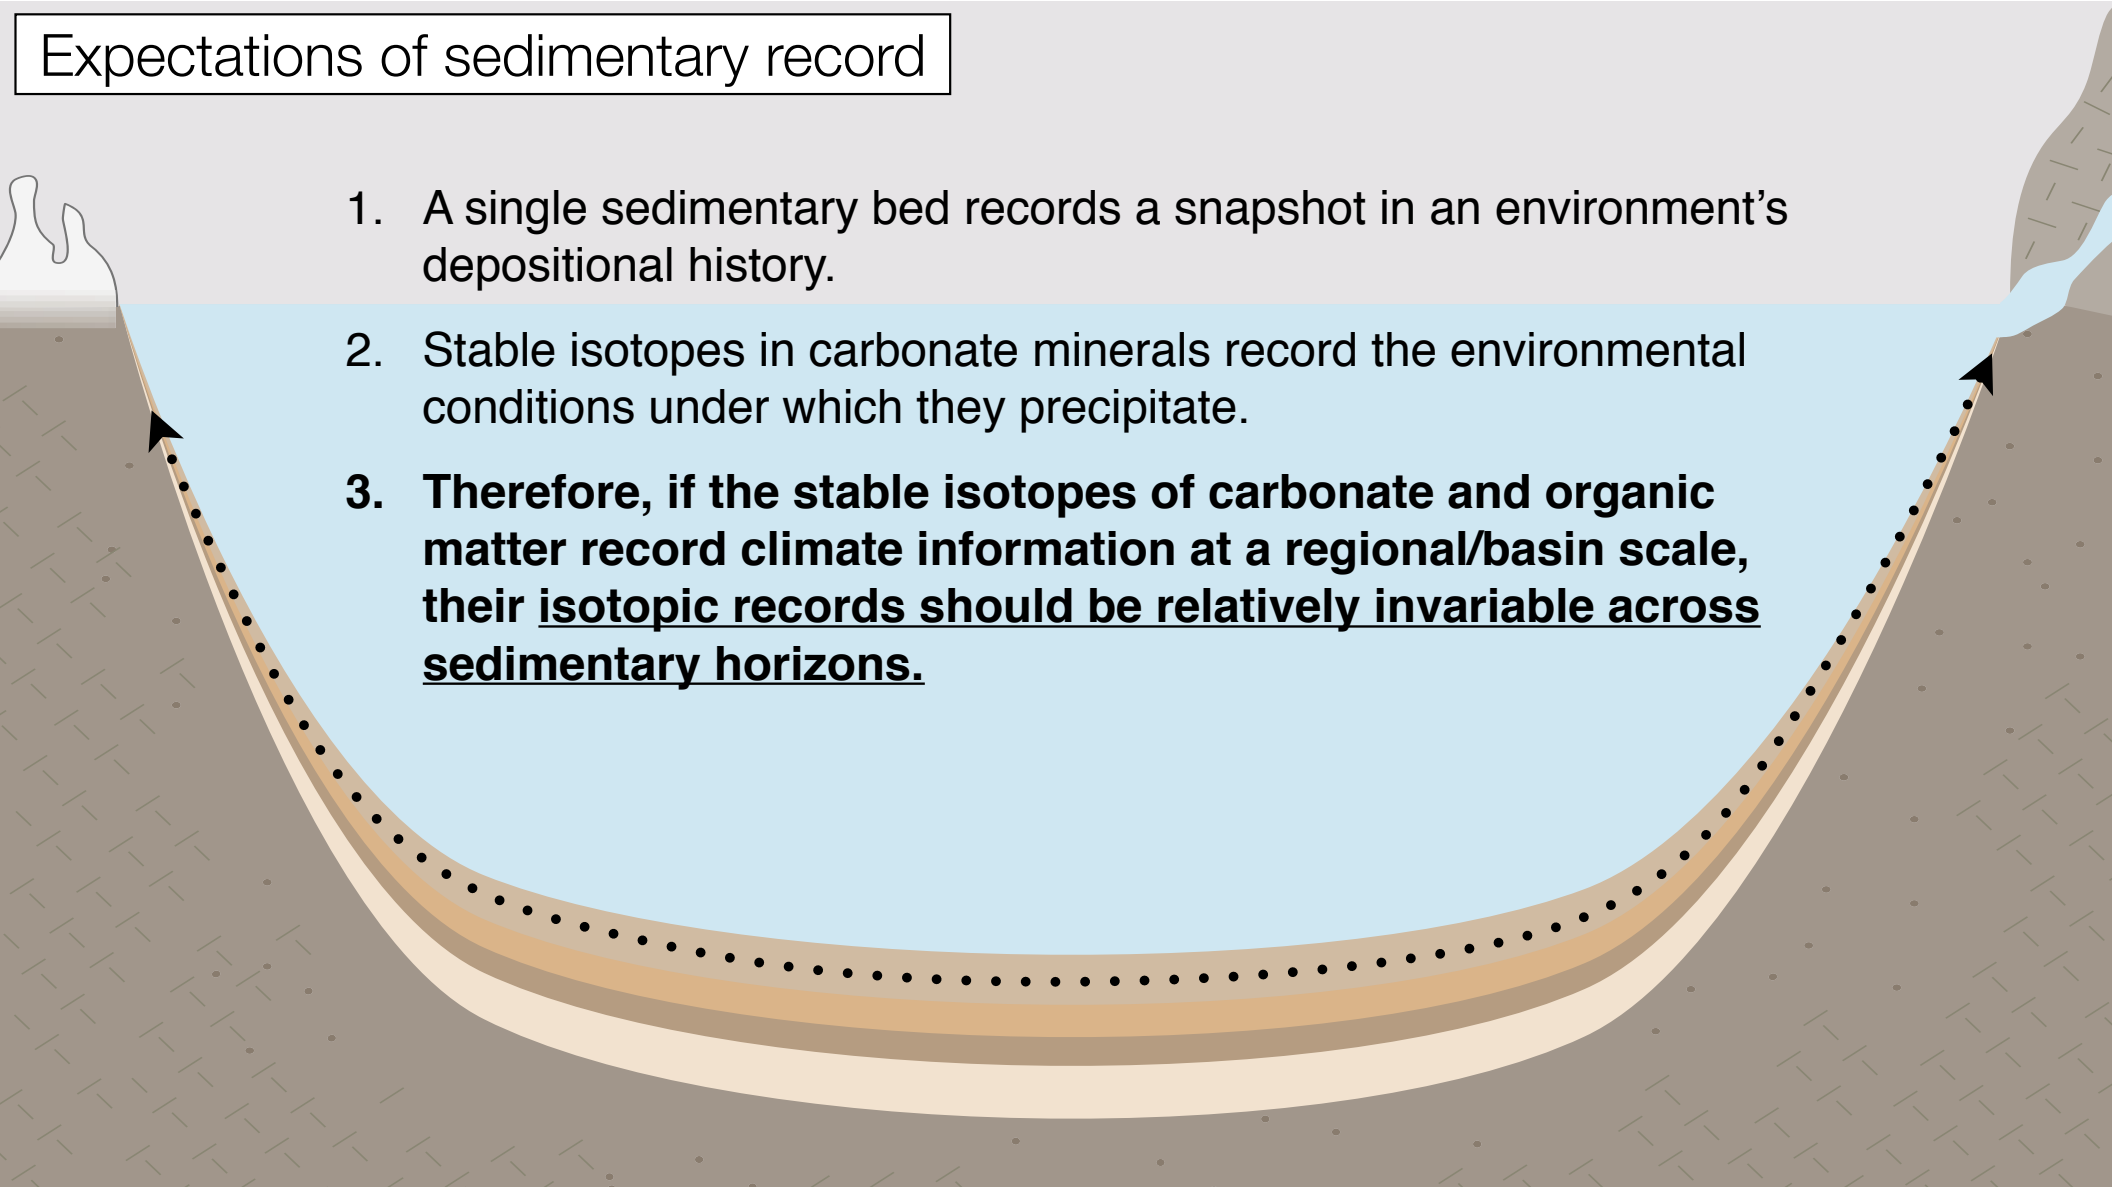 Expectations of sedimentary record
1. A single sedimentary bed records a snapshot in an environment’s
depositional history.
2. Stable isotopes in carbonate minerals record the environmental
conditions under which they precipitate.
3. Therefore, if the stable isotopes of carbonate and organic
matter record climate information at a regional/basin scale,
their isotopic records should be relatively invariable across
sedimentary horizons.